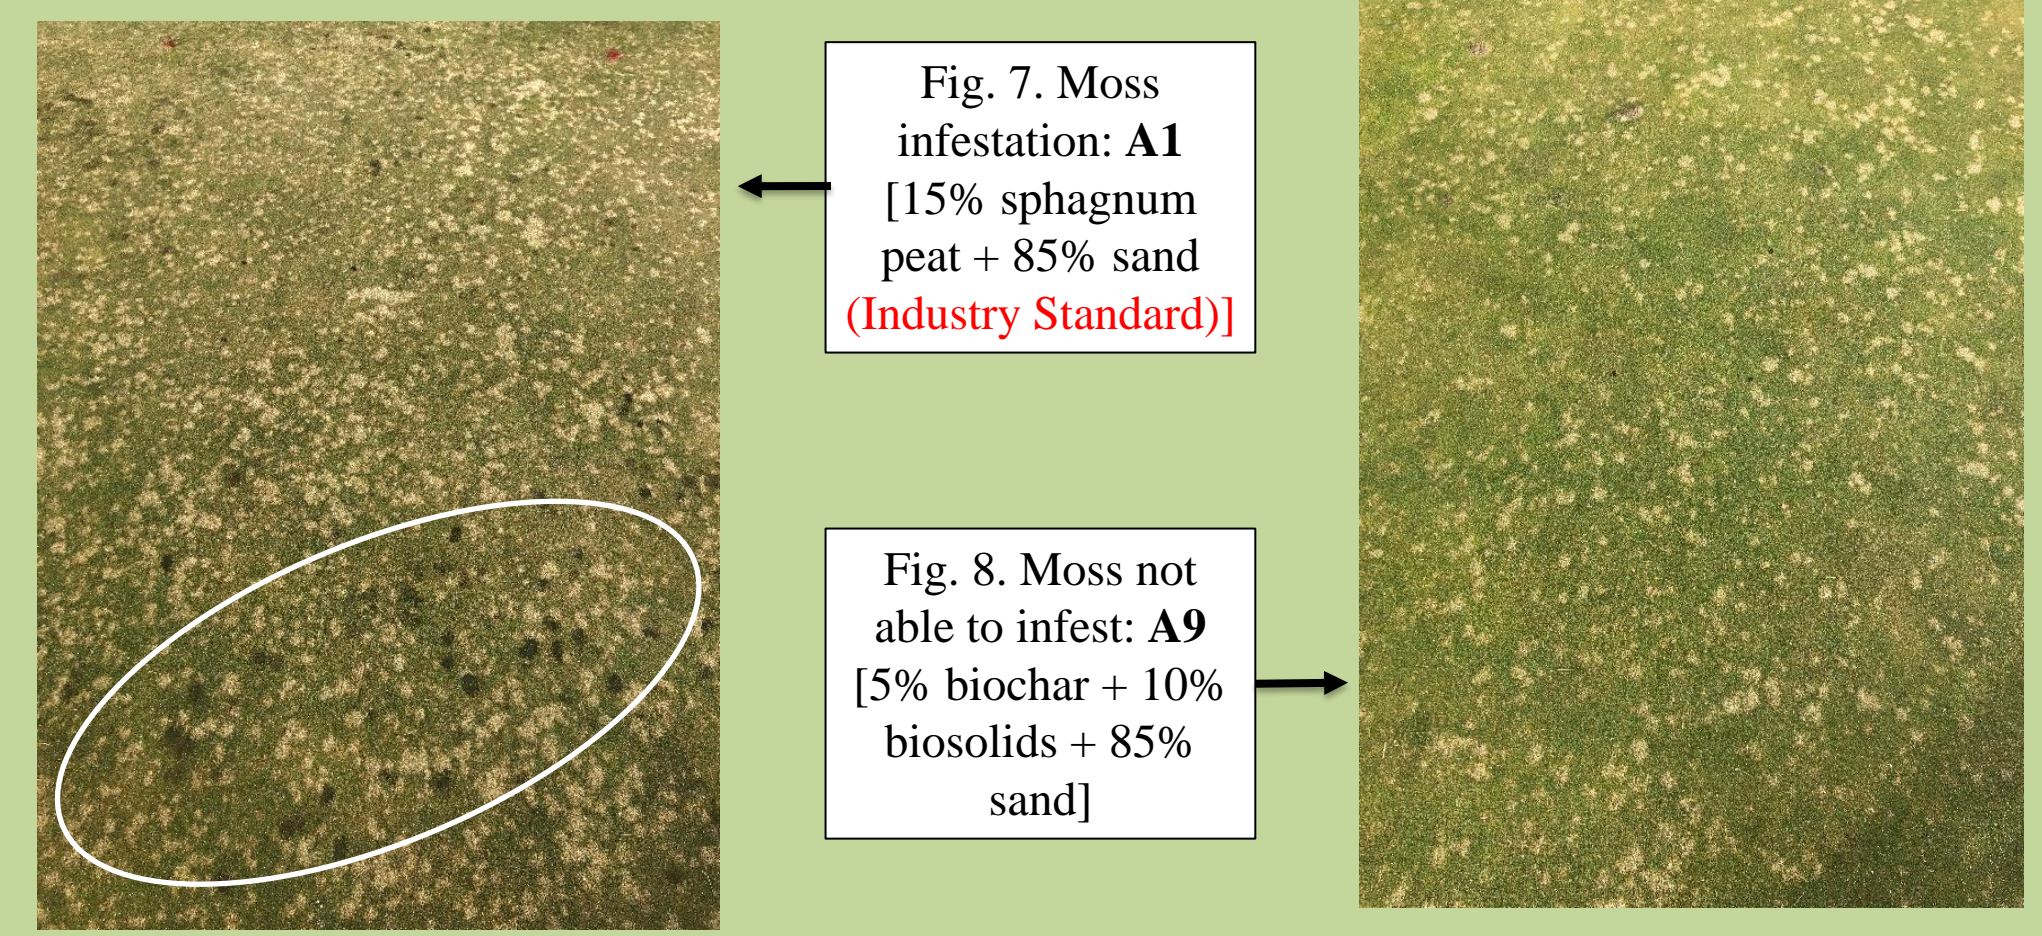 Fig. 7. Moss
infestation: A1
[15% sphagnum
peat + 85% sand
(Industry Standard)]
Fig. 8. Moss not
able to infest: A9
[5% biochar + 10%
biosolids + 85%
sand]